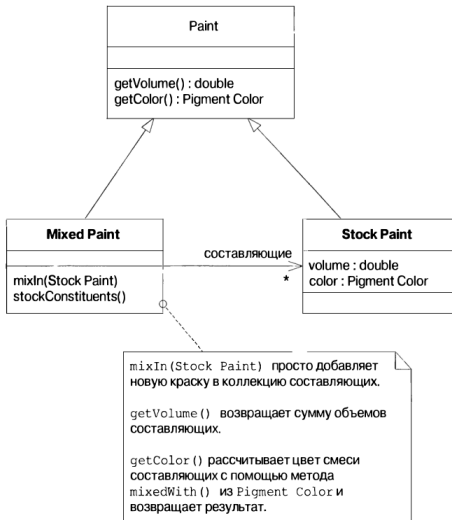 Paint
getVolume() : double
getColor() : Pigment Color
Mixed Paint
mixIn(Stock Paint)
stockConstituents()
составляющие
*
Stock Paint
volume : double
color : Pigment Color
mixIn(Stock Paint) просто добавляет
новую краску в коллекцию составляющих.
getVolume() возвращает сумму объемов
составляющих.
getColor() рассчитывает цвет смеси
составляющих с помощью метода
mixedWith() из Pigment Color и
возвращает результат.